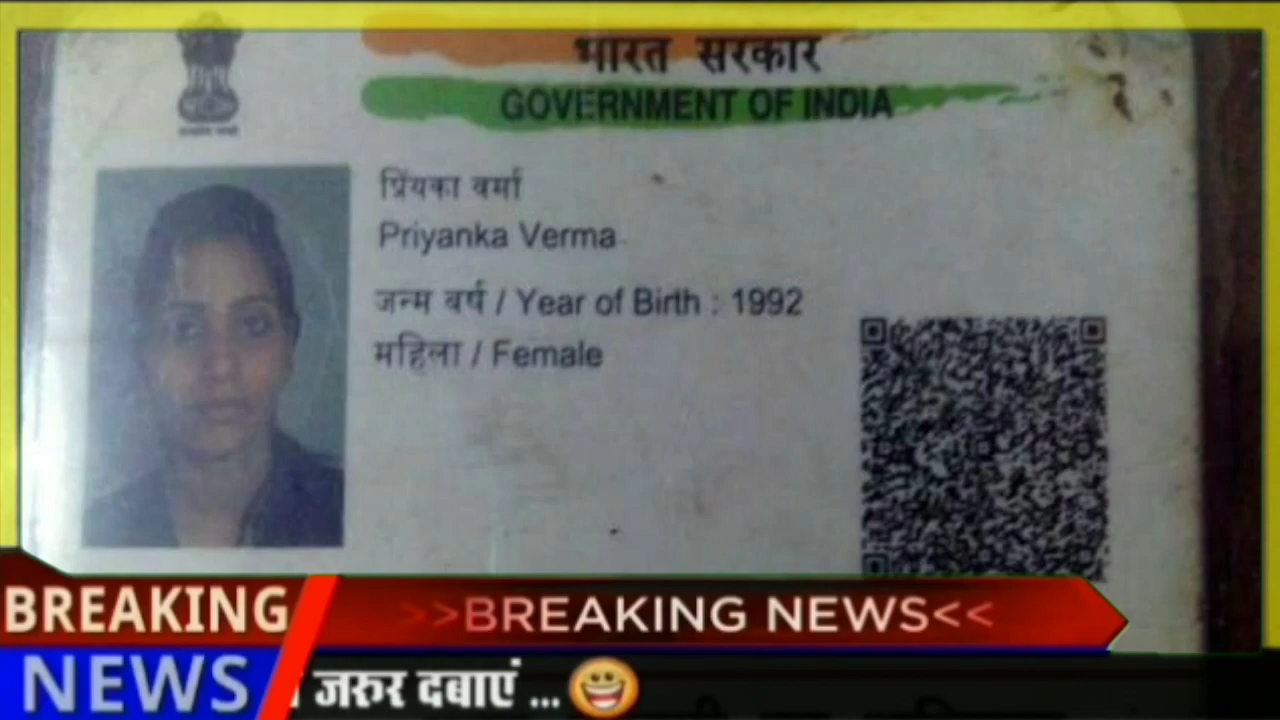 भारत सरकार
GOVERNMENT OF INDIA
प्रिंयका वर्मा
Priyanka Verma
जन्म वर्ष / Year of Birth : 1992
महिला / Female
BREAKING NEWS
>>BREAKING NEWS<<
जरुर दबाएं ... 😀